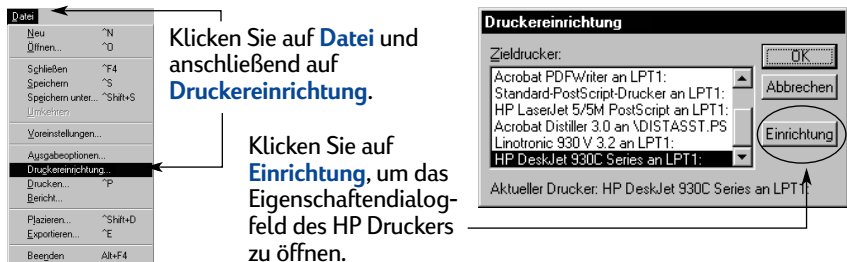 Datei
Neu ^N
Öffnen... ^O
Schließen ^F4
Speichern ^S
Speichern unter... ^Shift+S
Umkehren
Voreinstellungen...
Ausgabeoptionen...
Druckereinrichtung...
Drucken... ^P
Bericht...
Plazieren... ^Shift+D
Exportieren... ^E
Beenden Alt+F4
Klicken Sie auf Datei und
anschließend auf
Druckereinrichtung.
Klicken Sie auf
Einrichtung, um das
Eigenschaftendialog-
feld des HP Druckers
zu öffnen.
Druckereinrichtung
Zieldrucker:
Acrobat PDFWriter an LPT1:
Standard-PostScript-Drucker an LPT1:
HP LaserJet 5/5M PostScript an LPT1:
Acrobat Distiller 3.0 an \DISTASST.PS
Linotronic 930 V 3.2 an LPT1:
HP DeskJet 930C Series an LPT1:
OK
Abbrechen
Einrichtung
Aktueller Drucker: HP DeskJet 930C Series an LPT1: